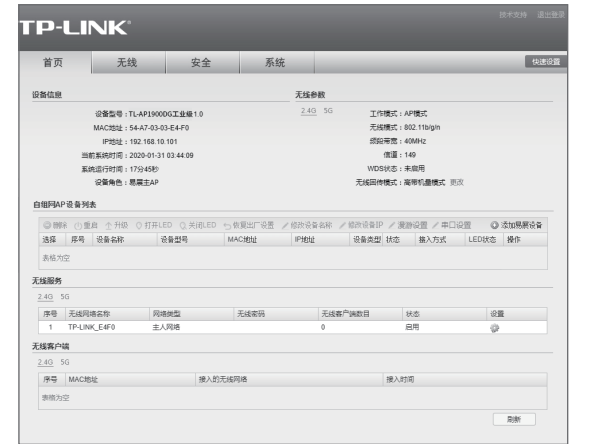 技术支持 退出登录
TP-LINK®
首页 无线 安全 系统 快速设置
设备信息
设备型号：TL-AP1900DG工业级1.0
MAC地址：54-A7-03-03-E4-F0
IP地址：192.168.10.101
当前系统时间：2020-01-31 03:44:09
系统运行时间：17分45秒
设备角色：易展主AP
无线参数
2.4G 5G
工作模式：AP模式
无线模式：802.11b/g/n
频段带宽：40MHz
信道：149
WDS状态：未启用
无线回传模式：高带机量模式 更改
自组网AP设备列表
删除 重启 升级 打开LED 关闭LED 恢复出厂设置 修改设备名称 修改设备IP 漫游设置 串口设置 添加易展设备
选择 序号 设备名称 设备型号 MAC地址 IP地址 设备类型 状态 接入方式 LED状态 操作
表格为空
无线服务
2.4G 5G
序号 无线网络名称 网络类型 无线密码 无线客户端数目 状态 设置
1 TP-LINK_E4F0 主人网络 0 启用
无线客户端
2.4G 5G
序号 MAC地址 接入的无线网络 接入时间
表格为空
刷新